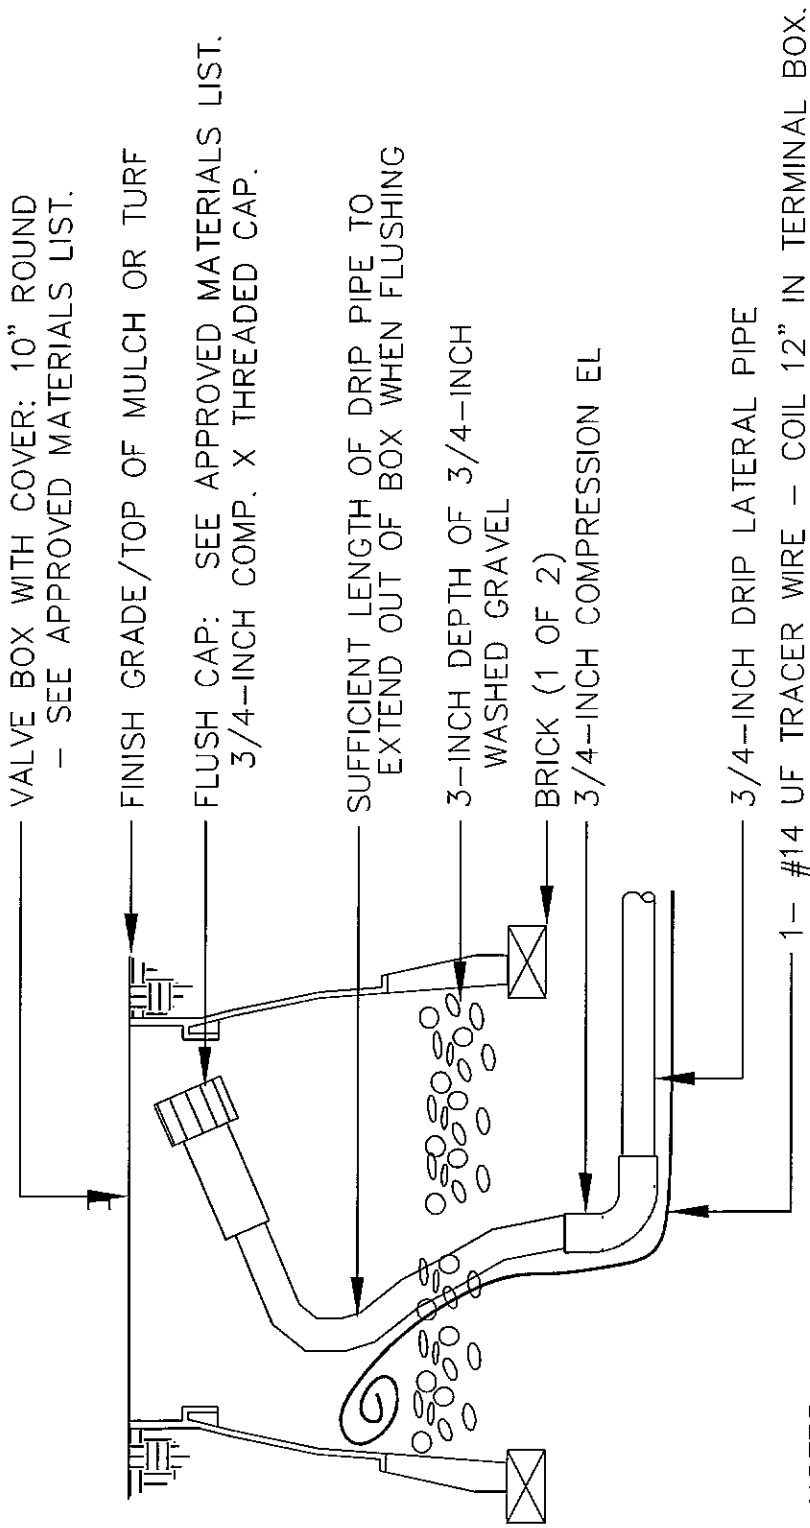 VALVE BOX WITH COVER: 10" ROUND
- SEE APPROVED MATERIALS LIST.
FINISH GRADE/TOP OF MULCH OR TURF
FLUSH CAP: SEE APPROVED MATERIALS LIST.
3/4-INCH COMP. X THREADED CAP.
SUFFICIENT LENGTH OF DRIP PIPE TO
EXTEND OUT OF BOX WHEN FLUSHING
3-INCH DEPTH OF 3/4-INCH
WASHED GRAVEL
BRICK (1 OF 2)
3/4-INCH COMPRESSION EL
3/4-INCH DRIP LATERAL PIPE
1- #14 UF TRACER WIRE - COIL 12" IN TERMINAL BOX.